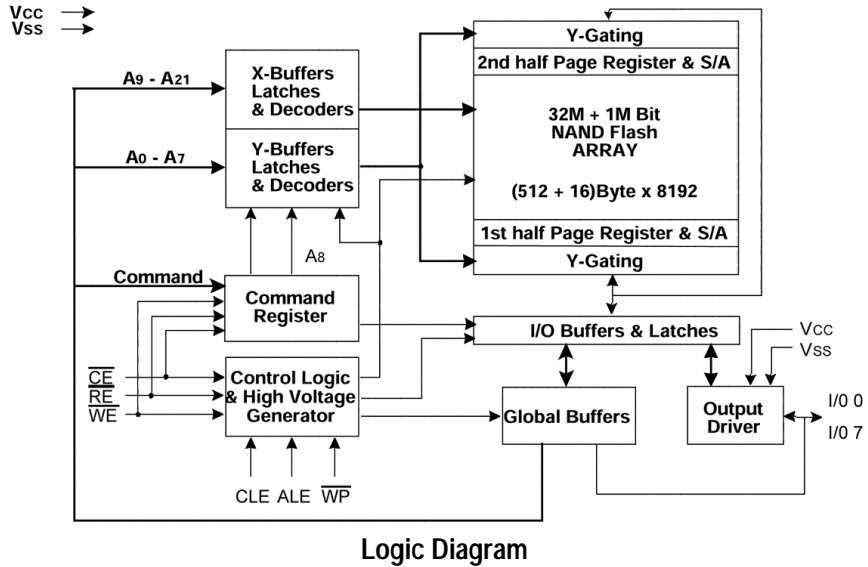 VCC
VSS
A9 - A21
A0 - A7
X-Buffers
Latches
& Decoders
Y-Buffers
Latches
& Decoders
A8
Y-Gating
2nd half Page Register & S/A
32M + 1M Bit
NAND Flash
ARRAY
(512 + 16)Byte x 8192
1st half Page Register & S/A
Y-Gating
Command
Command
Register
I/O Buffers & Latches
VCC
VSS
CE
RE
WE
Control Logic
& High Voltage
Generator
Global Buffers
Output
Driver
I/0 0
I/0 7
CLE ALE WP
Logic Diagram